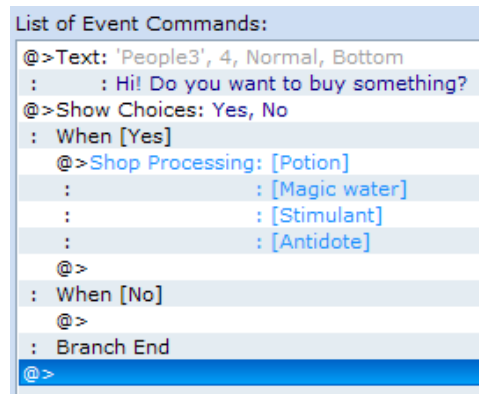 List of Event Commands:
@>Text: 'People3', 4, Normal, Bottom
: : Hi! Do you want to buy something?
@>Show Choices: Yes, No
: When [Yes]
@>Shop Processing: [Potion]
: : [Magic water]
: : [Stimulant]
: : [Antidote]
@>
: When [No]
@>
: Branch End
@>